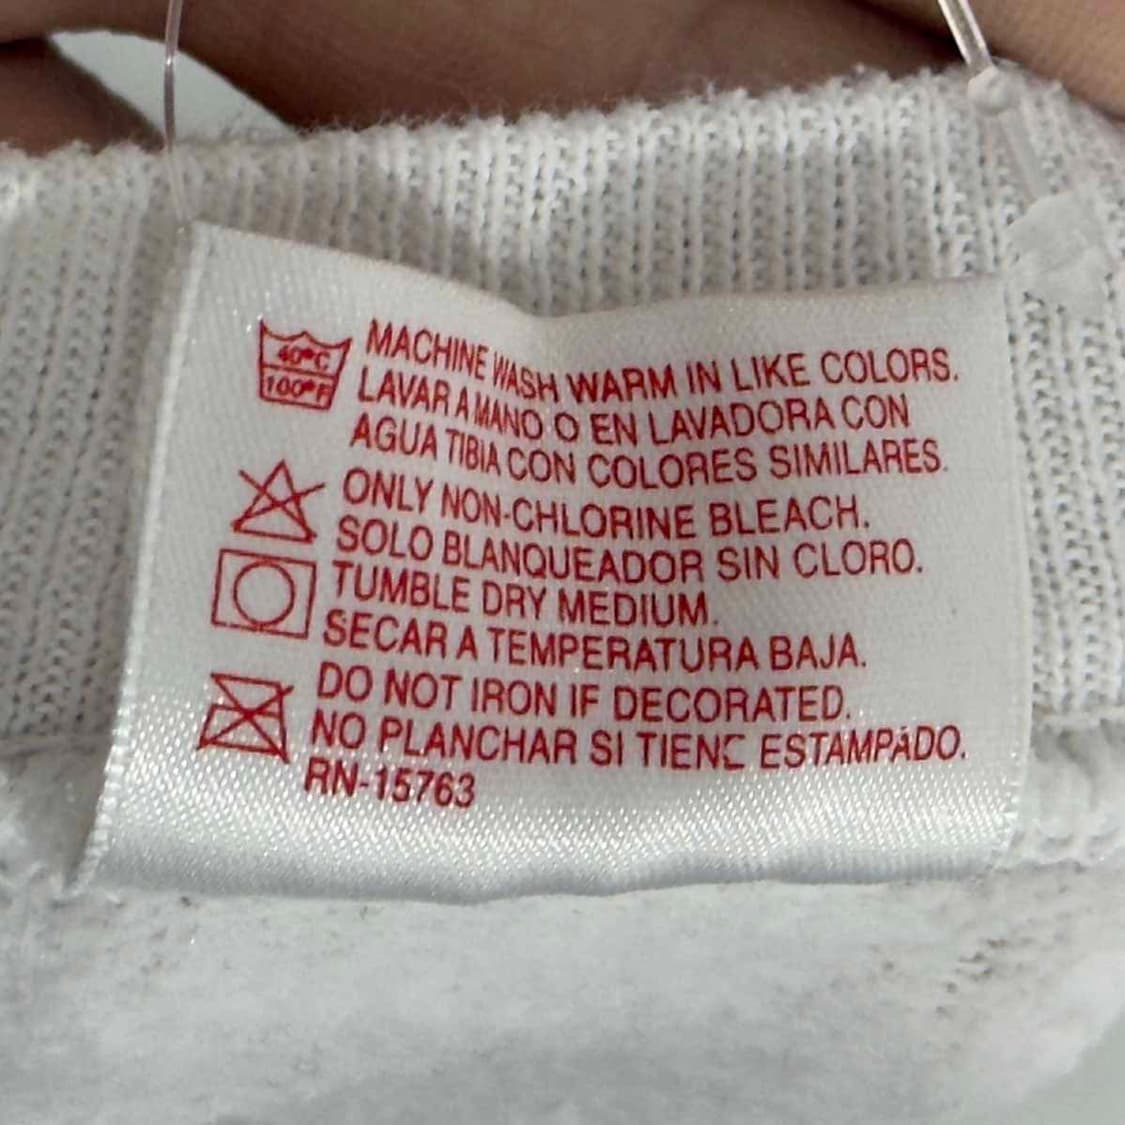 40°C
100°F
MACHINE WASH WARM IN LIKE COLORS.
LAVAR A MANO O EN LAVADORA CON
AGUA TIBIA CON COLORES SIMILARES.
ONLY NON-CHLORINE BLEACH.
SOLO BLANQUEADOR SIN CLORO.
TUMBLE DRY MEDIUM.
SECAR A TEMPERATURA BAJA.
DO NOT IRON IF DECORATED.
NO PLANCHAR SI TIENE ESTAMPADO.
RN-15763